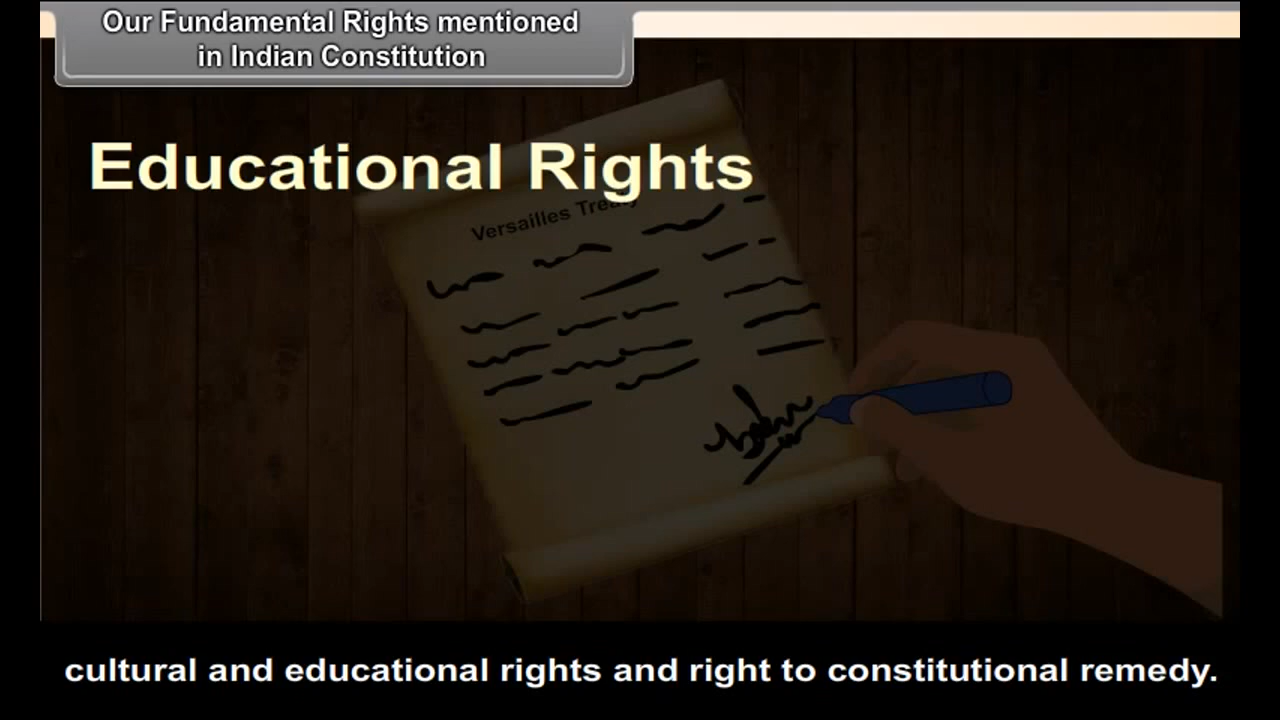 Our Fundamental Rights mentioned
in Indian Constitution
Educational Rights
Versailles Treaty
cultural and educational rights and right to constitutional remedy.